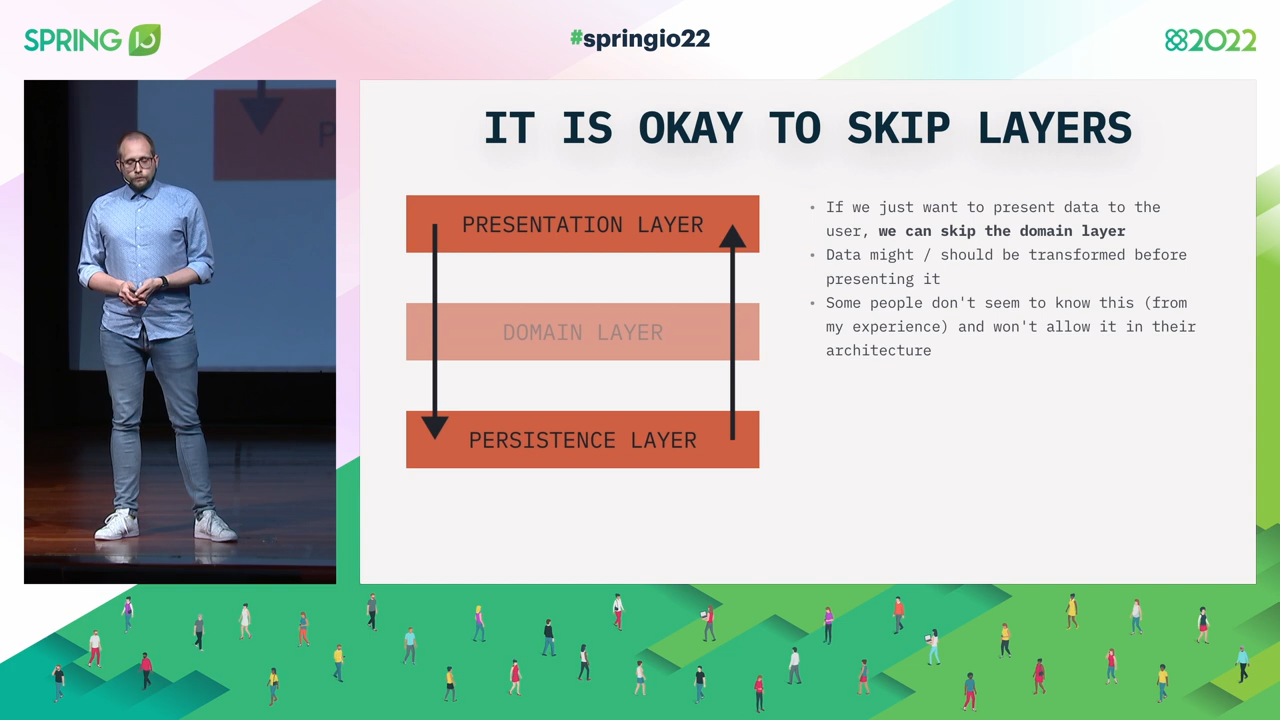 SPRING IO
#springio22
2022
IT IS OKAY TO SKIP LAYERS
PRESENTATION LAYER
DOMAIN LAYER
PERSISTENCE LAYER
• If we just want to present data to the
user, we can skip the domain layer
• Data might / should be transformed before
presenting it
• Some people don't seem to know this (from
my experience) and won't allow it in their
architecture
P